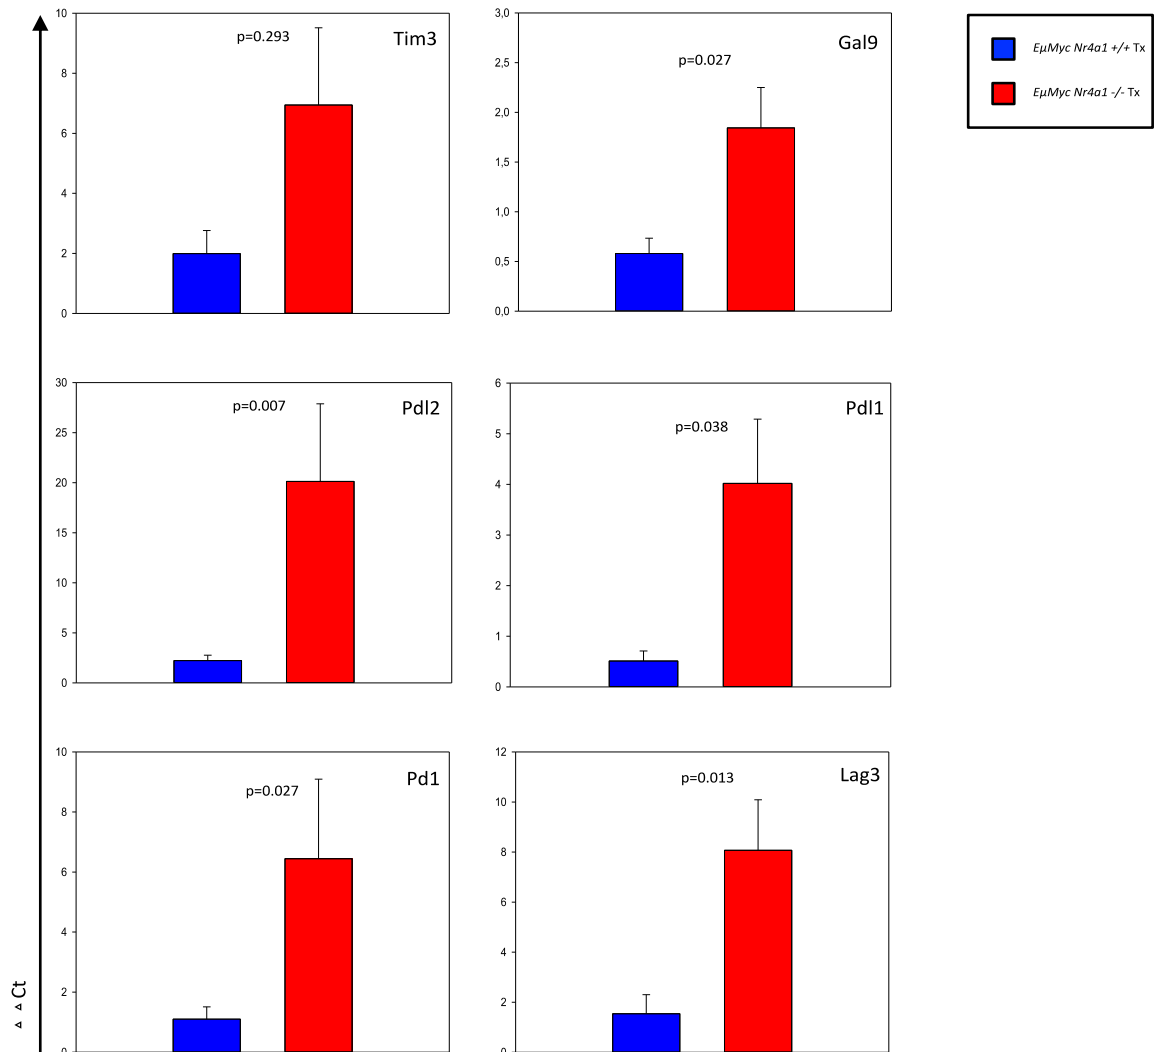 Tim3
p=0.293
10
8
6
4
2
0
Gal9
p=0.027
3,0
2,5
2,0
1,5
1,0
0,5
0,0
EμMyc Nr4a1 +/+ Tx
EμMyc Nr4a1 -/- Tx
Pdl2
p=0.007
30
25
20
15
10
5
0
Pdl1
p=0.038
6
5
4
3
2
1
0
Pd1
p=0.027
10
8
6
4
2
0
Lag3
p=0.013
12
10
8
6
4
2
0
▵ ▵ Ct